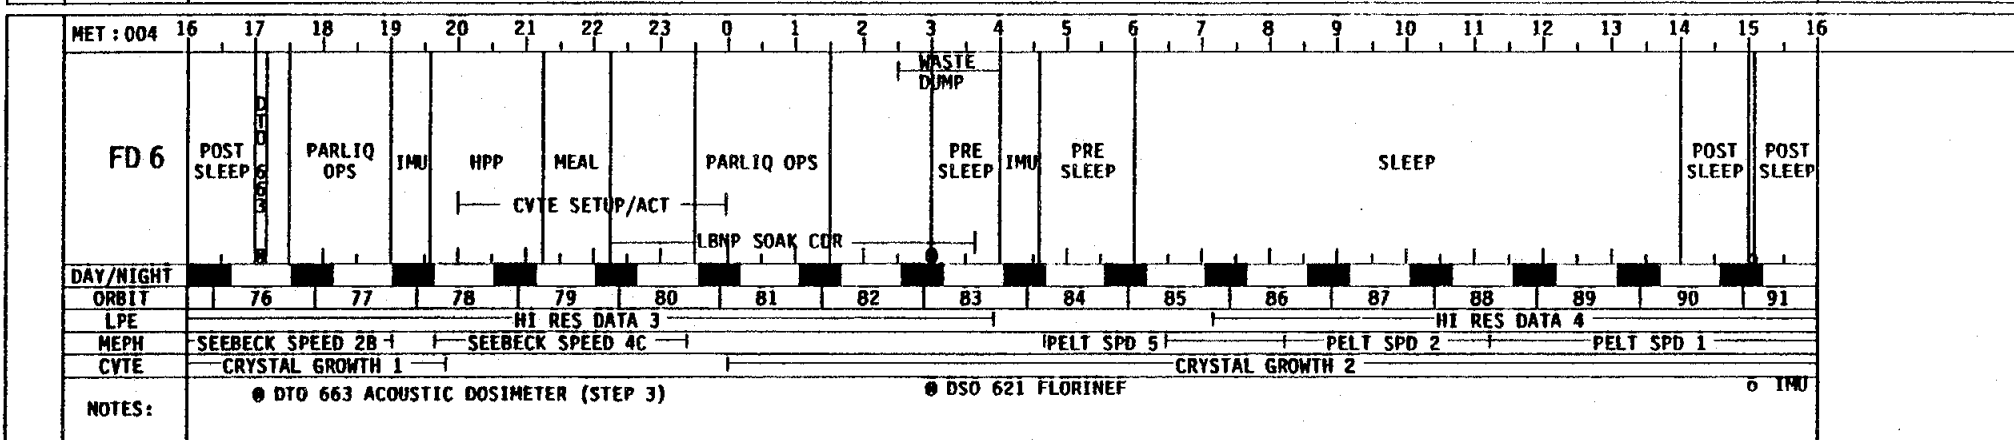 MET:004 16 17 18 19 20 21 22 23 0 1 2 3 4 5 6 7 8 9 10 11 12 13 14 15 16
WASTE
DUMP
DTO 663
FD 6
POST
SLEEP
PARLIQ
OPS
IMU
HPP
MEAL
PARLIQ OPS
PRE
SLEEP
IMU
PRE
SLEEP
SLEEP
POST
SLEEP
POST
SLEEP
CVTE SETUP/ACT
LBNP SOAK CDR
DAY/NIGHT
ORBIT 76 77 78 79 80 81 82 83 84 85 86 87 88 89 90 91
LPE HI RES DATA 3 HI RES DATA 4
MEPH SEEBECK SPEED 2B SEEBECK SPEED 4C PELT SPD 5 PELT SPD 2 PELT SPD 1
CVTE CRYSTAL GROWTH 1 CRYSTAL GROWTH 2
NOTES: DTO 663 ACOUSTIC DOSIMETER (STEP 3) DSO 621 FLORINEF IMU